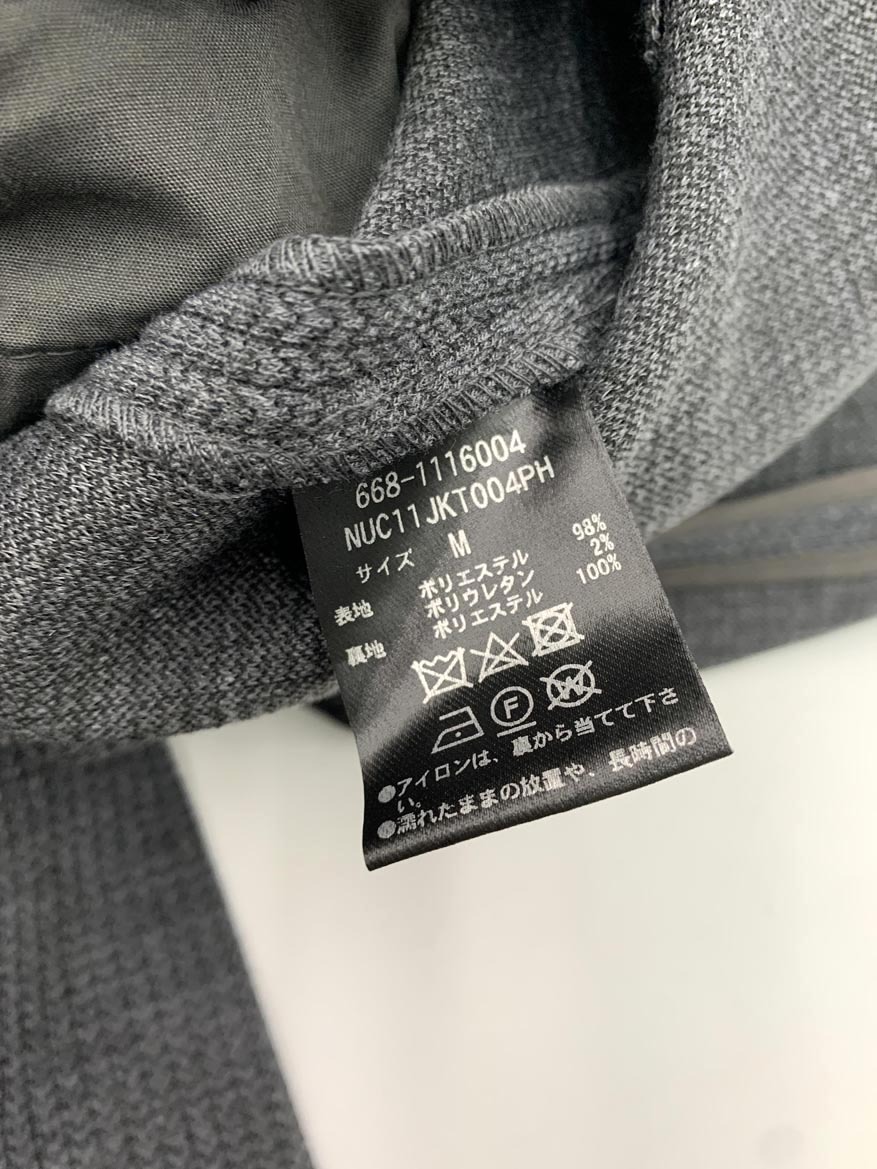 668-1116004
NUC11JKT004PH
サイズ M
表地 ポリエステル 98%
ポリウレタン 2%
裏地 ポリエステル 100%
F W
●アイロンは、裏から当てて下さ
い。
●濡れたままの放置や、長時間の